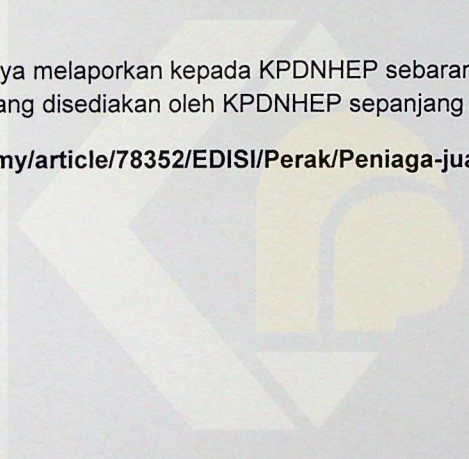 ya melaporkan kepada KPDNHEP sebaran
ang disediakan oleh KPDNHEP sepanjang
my/article/78352/EDISI/Perak/Peniaga-jua